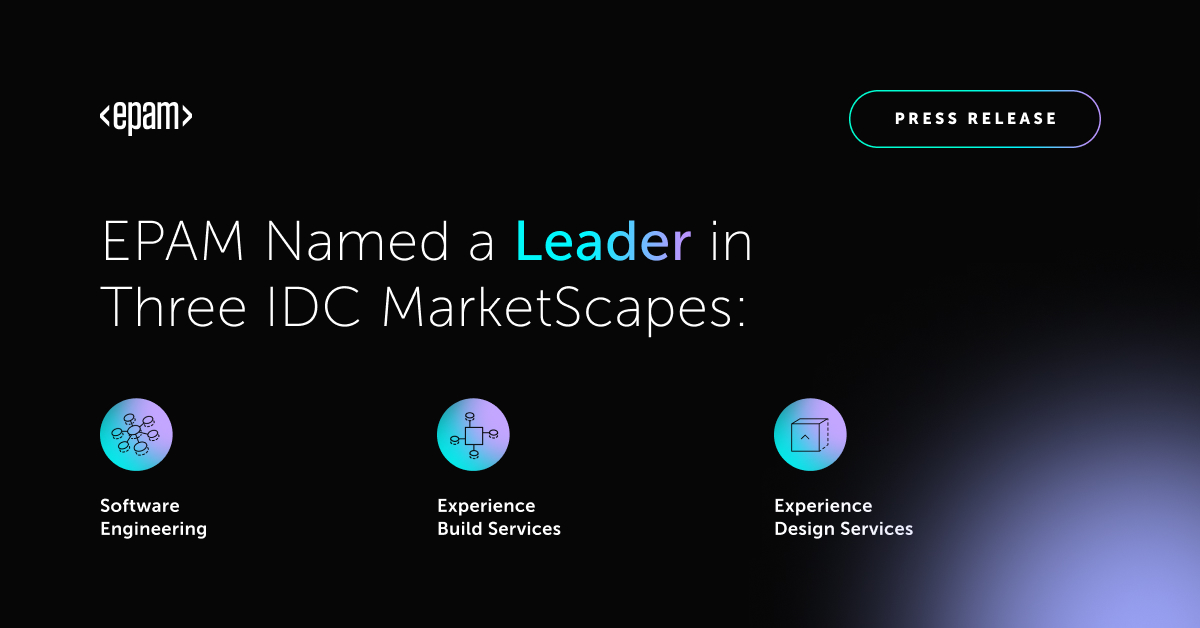 <epam>
PRESS RELEASE
EPAM Named a Leader in
Three IDC MarketScapes:
Software
Engineering
Experience
Build Services
Experience
Design Services